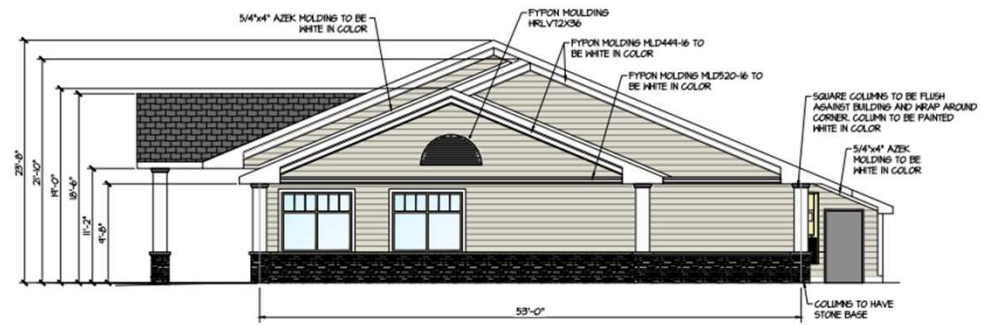 5/4"x4" AZEK MOLDING TO BE
WHITE IN COLOR
FYPON MOULDING
HRLV72X36
FYPON MOLDING MLD449-16 TO
BE WHITE IN COLOR
FYPON MOLDING MLD520-16 TO
BE WHITE IN COLOR
SQUARE COLUMNS TO BE FLUSH
AGAINST BUILDING AND WRAP AROUND
CORNER. COLUMN TO BE PAINTED
WHITE IN COLOR
5/4"x4" AZEK
MOLDING TO BE
WHITE IN COLOR
23'-8"
21'-10"
19'-0"
18'-6"
11'-2"
9'-8"
53'-0"
COLUMNS TO HAVE
STONE BASE